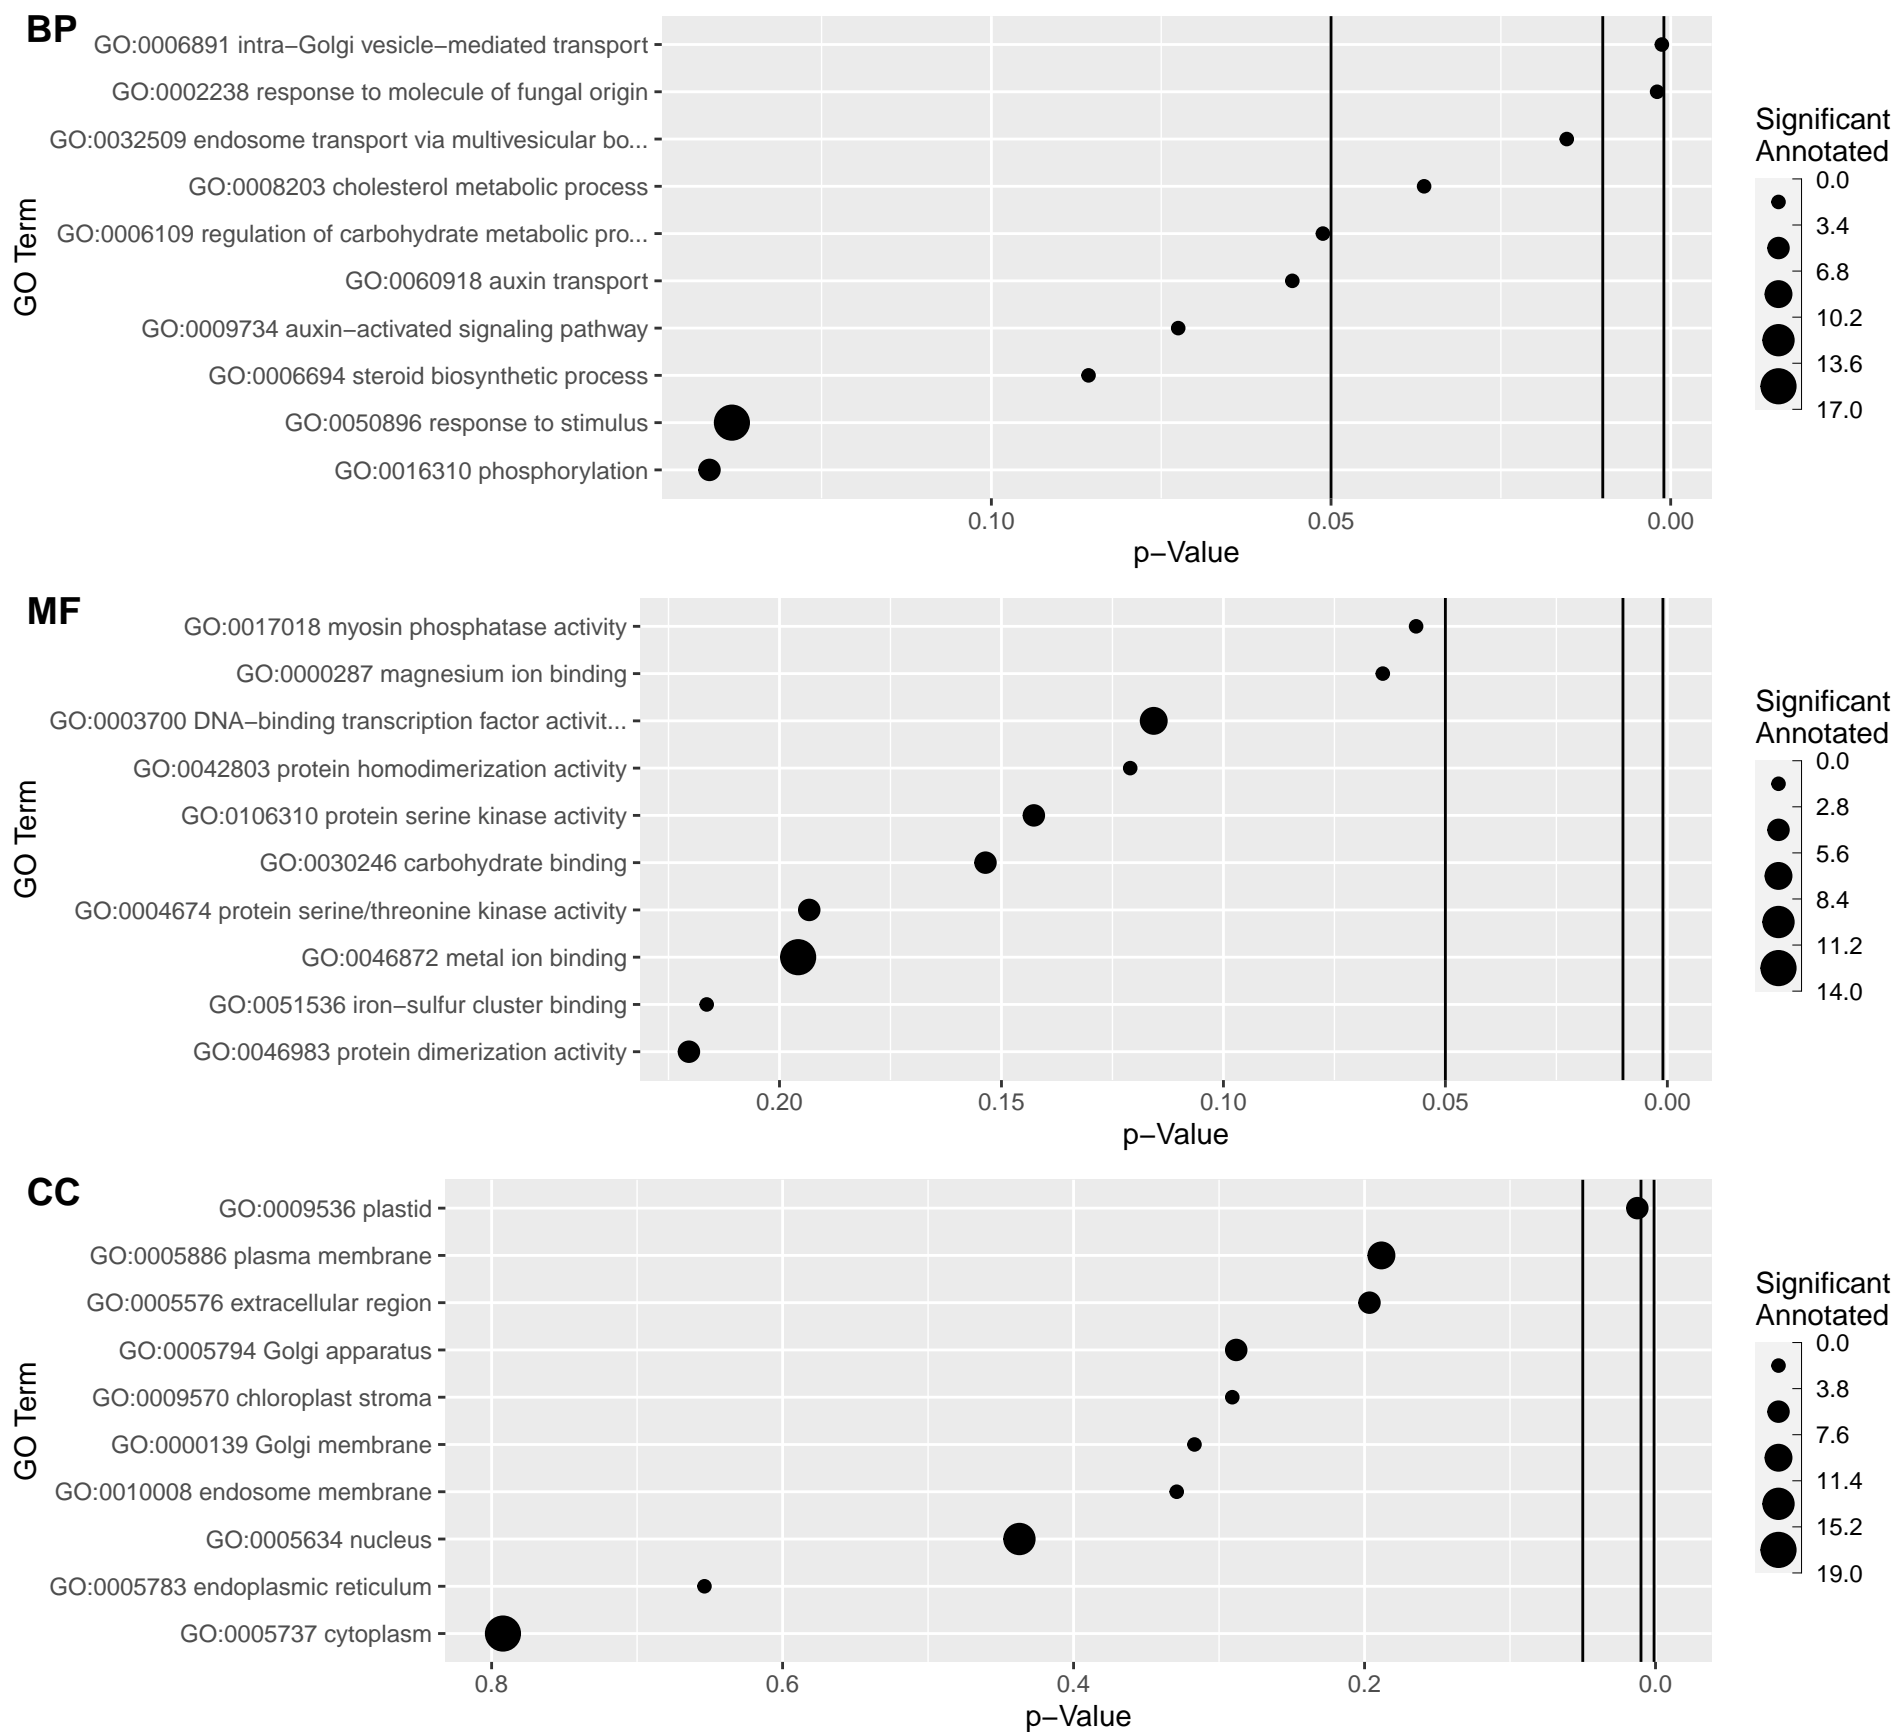 BP
GO:0006891 intra−Golgi vesicle−mediated transport
GO:0002238 response to molecule of fungal origin
GO:0032509 endosome transport via multivesicular bo...
GO:0008203 cholesterol metabolic process
GO:0006109 regulation of carbohydrate metabolic pro...
GO:0060918 auxin transport
GO:0009734 auxin−activated signaling pathway
GO:0006694 steroid biosynthetic process
GO:0050896 response to stimulus
GO:0016310 phosphorylation
GO Term
0.10 0.05 0.00
p−Value
Significant
Annotated
0.0
3.4
6.8
10.2
13.6
17.0
MF
GO:0017018 myosin phosphatase activity
GO:0000287 magnesium ion binding
GO:0003700 DNA−binding transcription factor activit...
GO:0042803 protein homodimerization activity
GO:0106310 protein serine kinase activity
GO:0030246 carbohydrate binding
GO:0004674 protein serine/threonine kinase activity
GO:0046872 metal ion binding
GO:0051536 iron−sulfur cluster binding
GO:0046983 protein dimerization activity
GO Term
0.20 0.15 0.10 0.05 0.00
p−Value
Significant
Annotated
0.0
2.8
5.6
8.4
11.2
14.0
CC
GO:0009536 plastid
GO:0005886 plasma membrane
GO:0005576 extracellular region
GO:0005794 Golgi apparatus
GO:0009570 chloroplast stroma
GO:0000139 Golgi membrane
GO:0010008 endosome membrane
GO:0005634 nucleus
GO:0005783 endoplasmic reticulum
GO:0005737 cytoplasm
GO Term
0.8 0.6 0.4 0.2 0.0
p−Value
Significant
Annotated
0.0
3.8
7.6
11.4
15.2
19.0